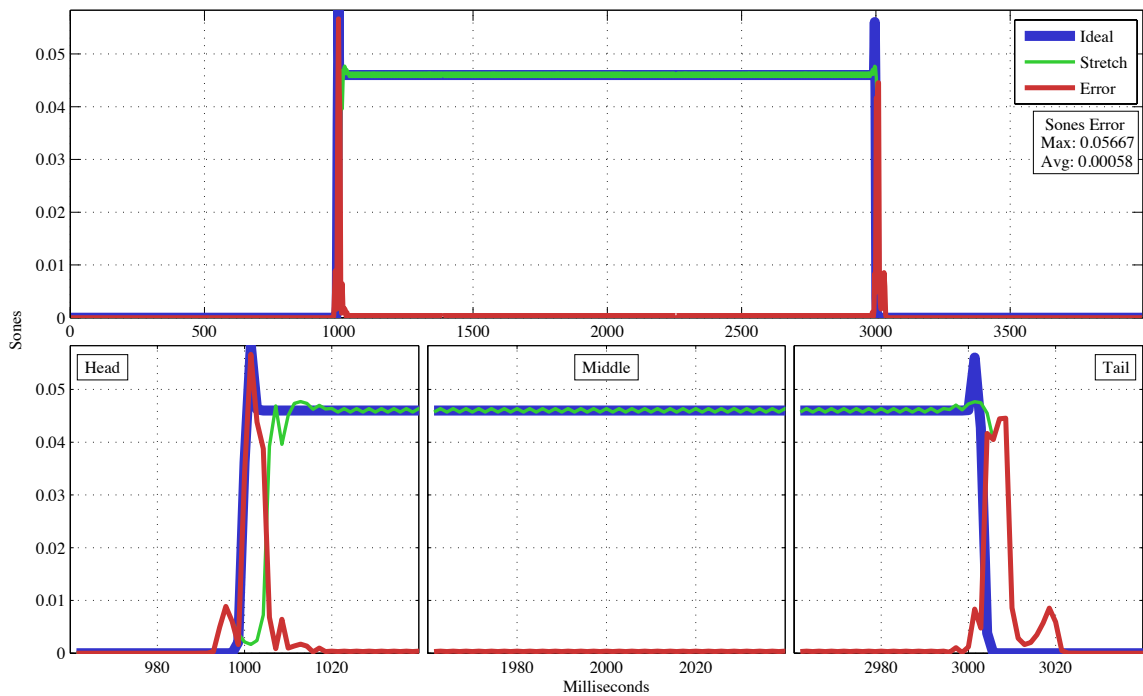 0.05
0.04
0.03
0.02
0.01
0
0 500 1000 1500 2000 2500 3000 3500
Ideal
Stretch
Error
Sones Error
Max: 0.05667
Avg: 0.00058
Sones
Head
Middle
Tail
0.05
0.04
0.03
0.02
0.01
0
980 1000 1020
1980 2000 2020
2980 3000 3020
Milliseconds